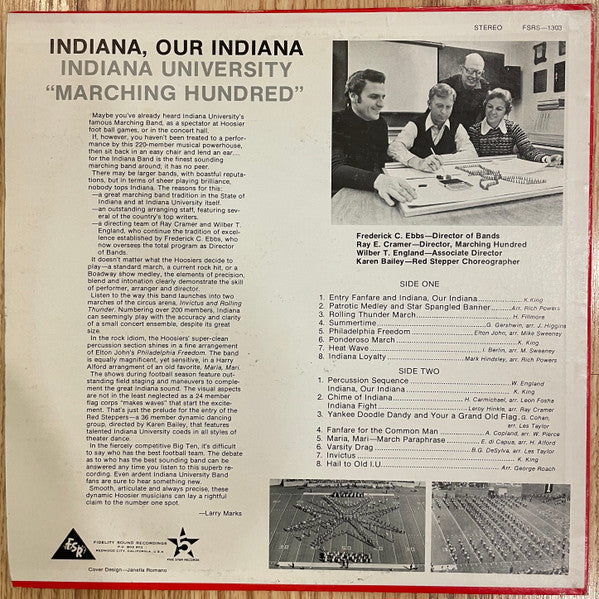 STEREO FSRS—1303
INDIANA, OUR INDIANA
INDIANA UNIVERSITY
“MARCHING HUNDRED”
Maybe you've already heard Indiana University's
famous Marching Band, as a spectator at Hoosier
foot ball games, or in the concert hall.
If, however, you haven't been treated to a perfor-
mance by this 220-member musical powerhouse,
then sit back in an easy chair and lend an ear...
for the Indiana Band is the finest sounding
marching band around; it has no peer.
There may be larger bands, with boastful reputa-
tions, but in terms of sheer playing brilliance,
nobody tops Indiana. The reasons for this:
—a great marching band tradition in the State of
Indiana and at Indiana University itself.
—an outstanding arranging staff, featuring sev-
eral of the country's top writers.
—a directing team of Ray Cramer and Wilber T.
England, who continue the tradition of excel-
lence established by Frederick C. Ebbs, who
now oversees the total program as Director
of Bands.
It doesn't matter what the Hoosiers decide to
play—a standard march, a current rock hit, or a
Boadway show medley, the elements of precision,
blend and intonation clearly demonstrate the
skill of performer, arranger and director.
Listen to the way this band launches into two
marches of the circus arena, Invictus and Rolling
Thunder. Numbering over 200 members, Indiana
can seemingly play with the accuracy and clarity
of a small concert ensemble, despite its great
size.
In the rock idiom, the Hoosiers' super-clean
percussion section shines in a fine arrangement
of Elton John's Philadelphia Freedom. The band
is equally magnificent, yet sensitive, in a Harry
Alford arrangment of an old favorite, Maria, Mari.
The shows during football season feature out-
standing field staging and maneuvers to comple-
ment the great Indiana sound. The visual aspects
are not in the least neglected as a 24 member
flag corps “makes waves” that start the excite-
ment. That's just the prelude for the entry of the
Red Steppers—a 36 member dynamic dancing
group, directed by Karen Bailey, that features
talented Indiana University coeds in all styles of
theater dance.
In the fiercely competitive Big Ten, it's difficult
to say who has the best football team. The debate
as to who has the best sounding band can be
answered any time you listen to this superb re-
cording. Even ardent Indiana University Band
fans are sure to hear something new.
Smooth, articulate and always precise, these
dynamic Hoosier musicians can lay a rightful
claim to the number one spot.
—Larry Marks
Frederick C. Ebbs—Director of Bands
Ray E. Cramer—Director, Marching Hundred
Wilber T. England—Associate Director
Karen Bailey—Red Stepper Choreographer
SIDE ONE
1. Entry Fanfare and Indiana, Our Indiana K. King
2. Patriotic Medley and Star Spangled Banner Arr. Rich Powers
3. Rolling Thunder March H. Fillmore
4. Summertime G. Gershwin, arr. J. Higgins
5. Philadelphia Freedom Elton John, arr. Mike Sweeney
6. Ponderoso March K. King
7. Heat Wave I. Berlin, arr. M. Sweeney
8. Indiana Loyalty Mark Hindsley, arr. Rich Powers
SIDE TWO
1. Percussion Sequence W. England
Indiana, Our Indiana K. King
2. Chime of Indiana H. Carmichael, arr. Leon Fosha
Indiana Fight Leroy Hinkle, arr. Ray Cramer
3. Yankee Doodle Dandy and Your a Grand Old Flag G. Cohan,
arr. Les Taylor
4. Fanfare for the Common Man A. Copland, arr. W. Pierce
5. Maria, Mari—March Paraphrase E. di Capua, arr. H. Alford
6. Varsity Drag B.G. DeSylva, arr. Les Taylor
7. Invictus K. King
8. Hail to Old I.U. Arr. George Roach
FSR
FIDELITY SOUND RECORDINGS
P.O. BOX 952
REDWOOD CITY, CALIFORNIA, U.S.A.
5
FIVE STAR RECORDS
Cover Design—Janella Romano